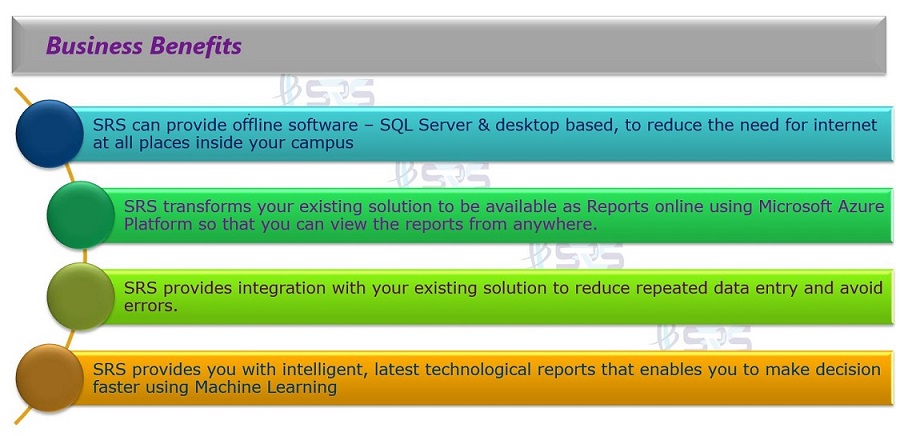 Business Benefits
SRS
SRS can provide offline software – SQL Server & desktop based, to reduce the need for internet
at all places inside your campus
SRS
SRS transforms your existing solution to be available as Reports online using Microsoft Azure
Platform so that you can view the reports from anywhere.
SRS
SRS provides integration with your existing solution to reduce repeated data entry and avoid
errors.
SRS
SRS provides you with intelligent, latest technological reports that enables you to make decision
faster using Machine Learning